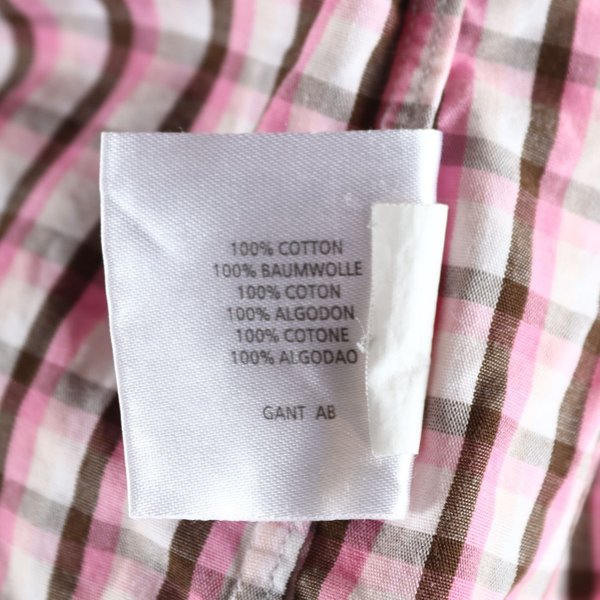 100% COTTON
100% BAUMWOLLE
100% COTON
100% ALGODON
100% COTONE
100% ALGODAO
GANT AB